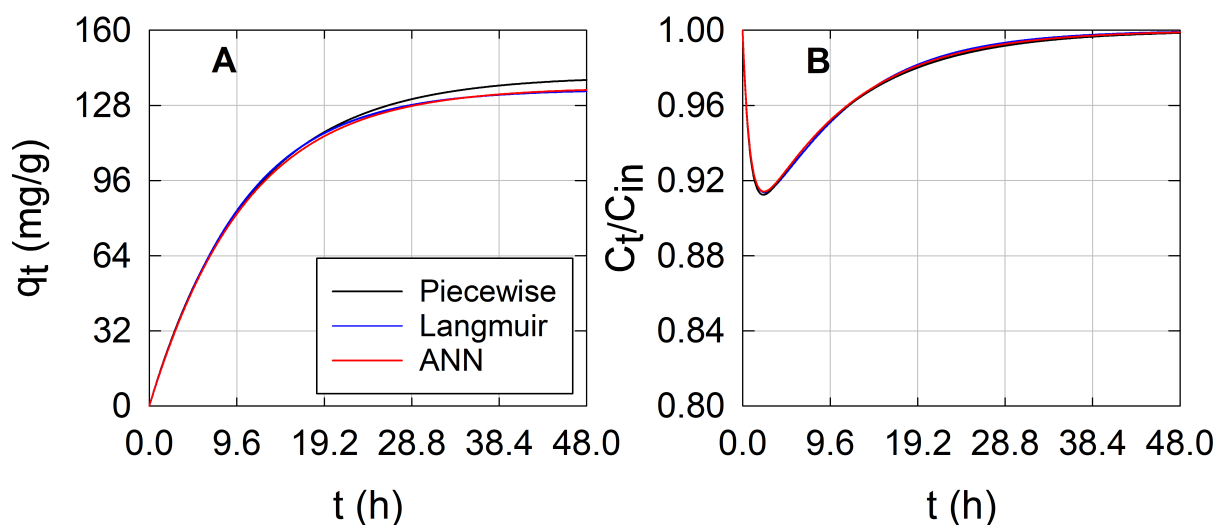 A
qt (mg/g)
160
128
96
64
32
0
Piecewise
Langmuir
ANN
0.0 9.6 19.2 28.8 38.4 48.0
t (h)
B
Ct/Cin
1.00
0.96
0.92
0.88
0.84
0.80
0.0 9.6 19.2 28.8 38.4 48.0
t (h)